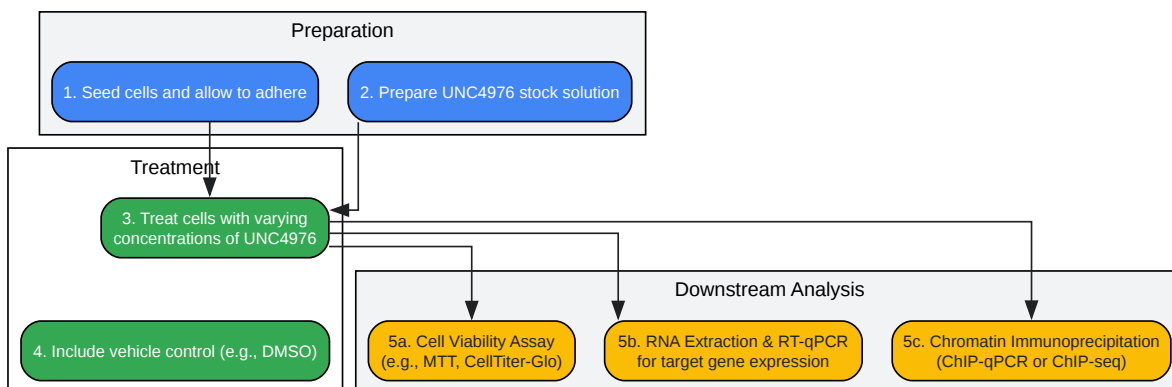 Preparation
1. Seed cells and allow to adhere
2. Prepare UNC4976 stock solution
Treatment
3. Treat cells with varying
concentrations of UNC4976
4. Include vehicle control (e.g., DMSO)
Downstream Analysis
5a. Cell Viability Assay
(e.g., MTT, CellTiter-Glo)
5b. RNA Extraction & RT-qPCR
for target gene expression
5c. Chromatin Immunoprecipitation
(ChIP-qPCR or ChIP-seq)